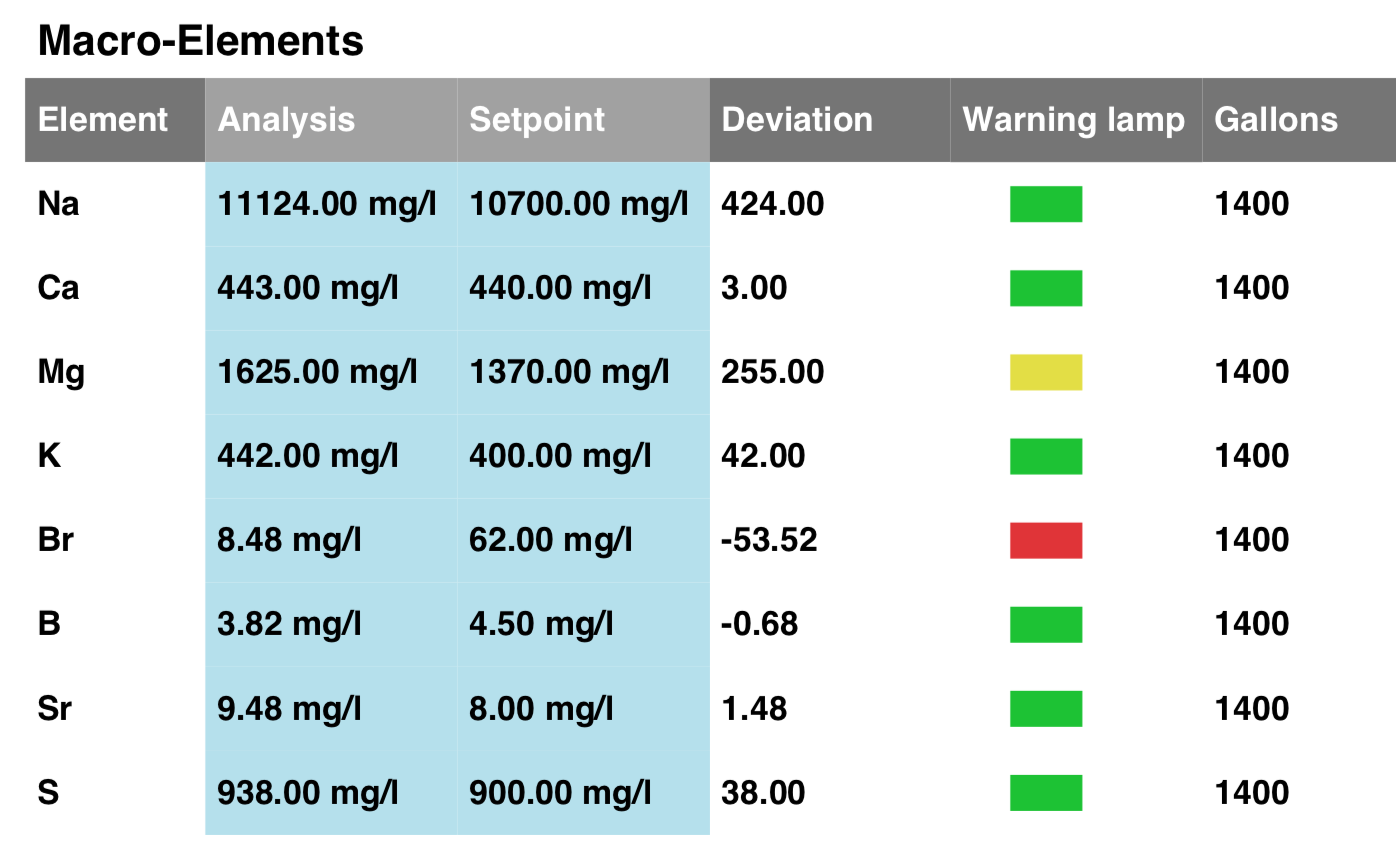 Macro-Elements
Element Analysis Setpoint Deviation Warning lamp Gallons
Na 11124.00 mg/l 10700.00 mg/l 424.00 1400
Ca 443.00 mg/l 440.00 mg/l 3.00 1400
Mg 1625.00 mg/l 1370.00 mg/l 255.00 1400
K 442.00 mg/l 400.00 mg/l 42.00 1400
Br 8.48 mg/l 62.00 mg/l -53.52 1400
B 3.82 mg/l 4.50 mg/l -0.68 1400
Sr 9.48 mg/l 8.00 mg/l 1.48 1400
S 938.00 mg/l 900.00 mg/l 38.00 1400